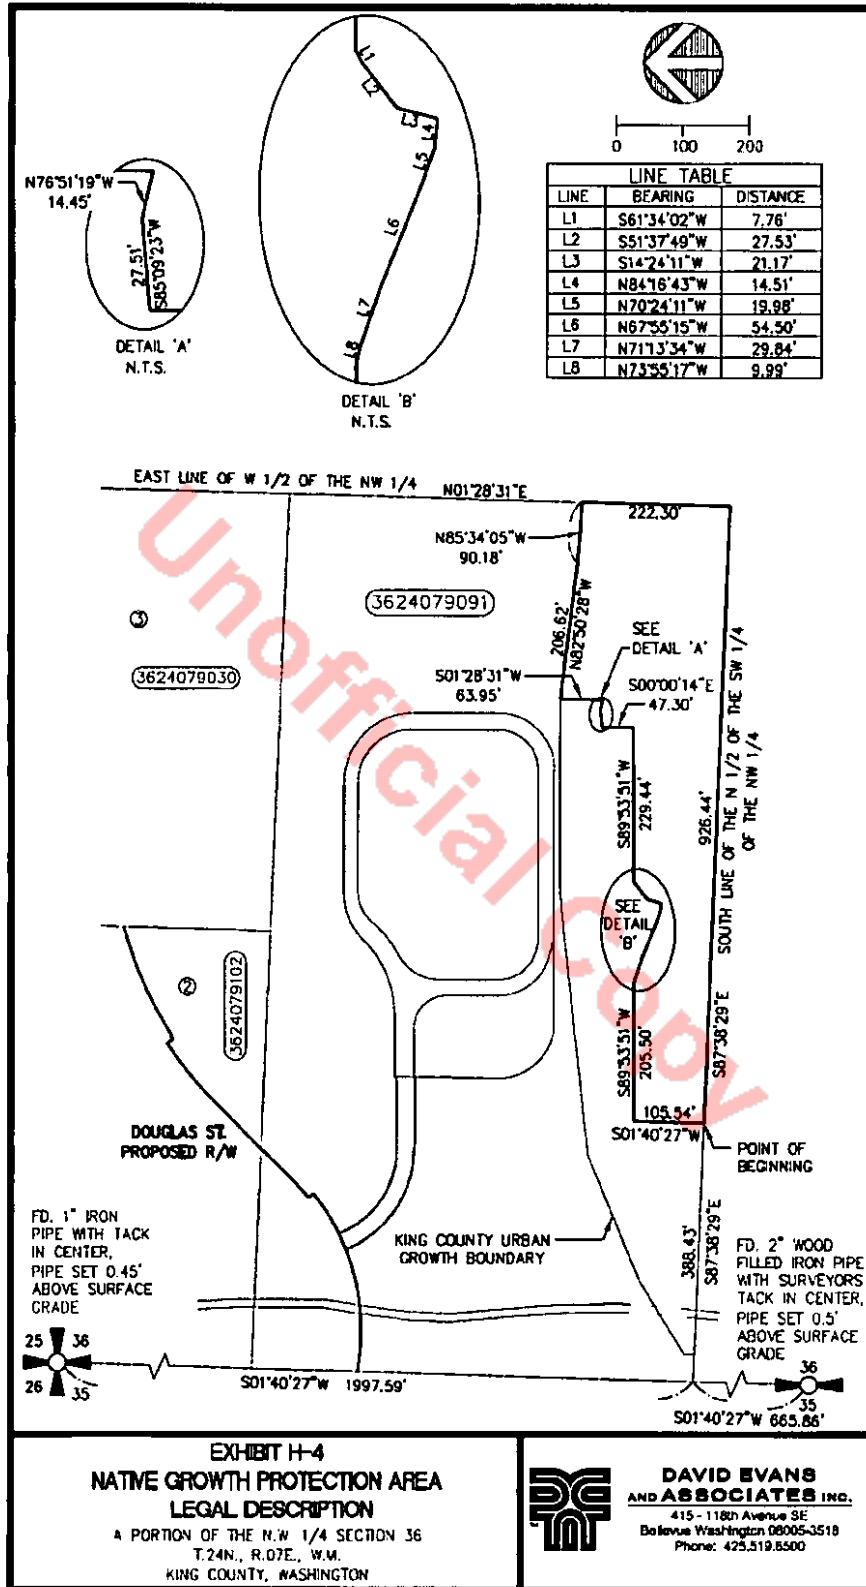 L1
L2
L3
L4
L5
L6
L7
L8
DETAIL 'B'
N.T.S.
N76°51'19"W
14.45'
27.51'
S85°09'23"W
DETAIL 'A'
N.T.S.
0 100 200
LINE TABLE
LINE BEARING DISTANCE
L1 S61°34'02"W 7.76'
L2 S51°37'49"W 27.53'
L3 S14°24'11"W 21.17'
L4 N84°16'43"W 14.51'
L5 N70°24'11"W 19.98'
L6 N67°55'15"W 54.50'
L7 N71°13'34"W 29.84'
L8 N73°55'17"W 9.99'
EAST LINE OF W 1/2 OF THE NW 1/4
N01°28'31"E
222.30'
N85°34'05"W
90.18'
3624079091
206.62'
N82°50'28"W
3
3624079030
SEE
DETAIL 'A'
S01°28'31"W
63.95'
S00°00'14"E
47.30'
S89°53'51"W
229.44'
926.44'
SOUTH LINE OF THE N 1/2 OF THE SW 1/4
OF THE NW 1/4
SEE
DETAIL
'B'
2
3624079102
S89°53'51"W
205.50'
S87°38'29"E
105.54'
S01°40'27"W
POINT OF
BEGINNING
DOUGLAS ST.
PROPOSED R/W
KING COUNTY URBAN
GROWTH BOUNDARY
388.43'
S87°38'29"E
FD. 1" IRON
PIPE WITH TACK
IN CENTER,
PIPE SET 0.45'
ABOVE SURFACE
GRADE
FD. 2" WOOD
FILLED IRON PIPE
WITH SURVEYORS
TACK IN CENTER,
PIPE SET 0.5'
ABOVE SURFACE
GRADE
25 36
26 35
S01°40'27"W 1997.59'
36
35
S01°40'27"W 665.86'
Unofficial Copy
EXHIBIT H-4
NATIVE GROWTH PROTECTION AREA
LEGAL DESCRIPTION
A PORTION OF THE N.W 1/4 SECTION 36
T.24N., R.07E., W.M.
KING COUNTY, WASHINGTON
DAVID EVANS
AND ASSOCIATES INC.
415 - 118th Avenue SE
Bellevue Washington 98005-3518
Phone: 425.519.6500